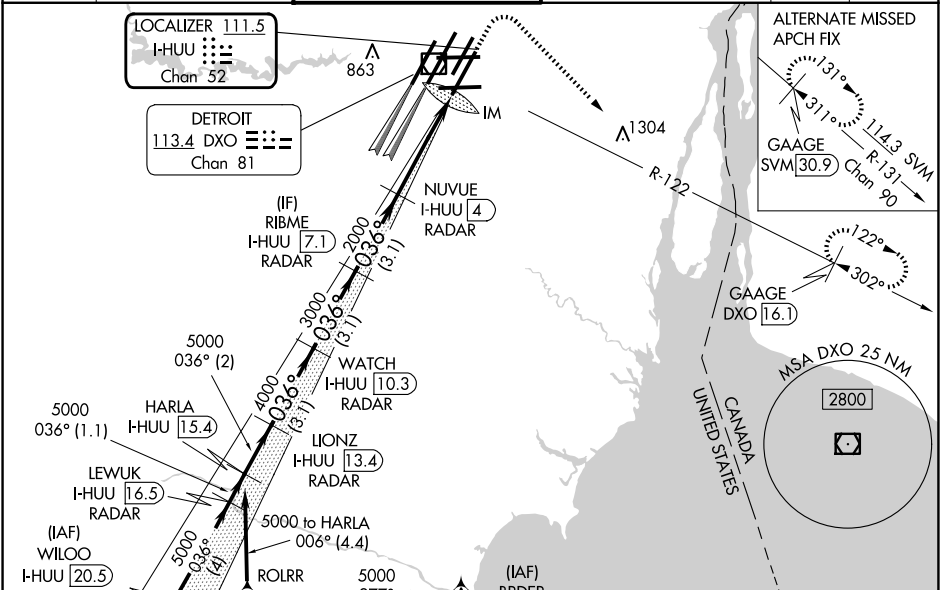 LOCALIZER 111.5
I-HUU
Chan 52
863
DETROIT
113.4 DXO
Chan 81
IM
1304
ALTERNATE MISSED
APCH FIX
131°
311°
114.3 SVM
R-131
Chan 90
GAAGE
SVM 30.9
R-122
122°
302°
GAAGE
DXO 16.1
NUVUE
I-HUU 4
RADAR
(IF)
RIBME
I-HUU 7.1
RADAR
2000
036°
(3.1)
3000
036°
(3.1)
WATCH
I-HUU 10.3
RADAR
5000
036° (2)
4000
036°
(3.1)
HARLA
I-HUU 15.4
5000
036° (1.1)
LIONZ
I-HUU 13.4
RADAR
LEWUK
I-HUU 16.5
RADAR
5000 to HARLA
006° (4.4)
(IAF)
WILOO
I-HUU 20.5
5000
036°
(4)
ROLRR
5000
(IAF)
CANADA
UNITED STATES
MSA DXO 25 NM
2800